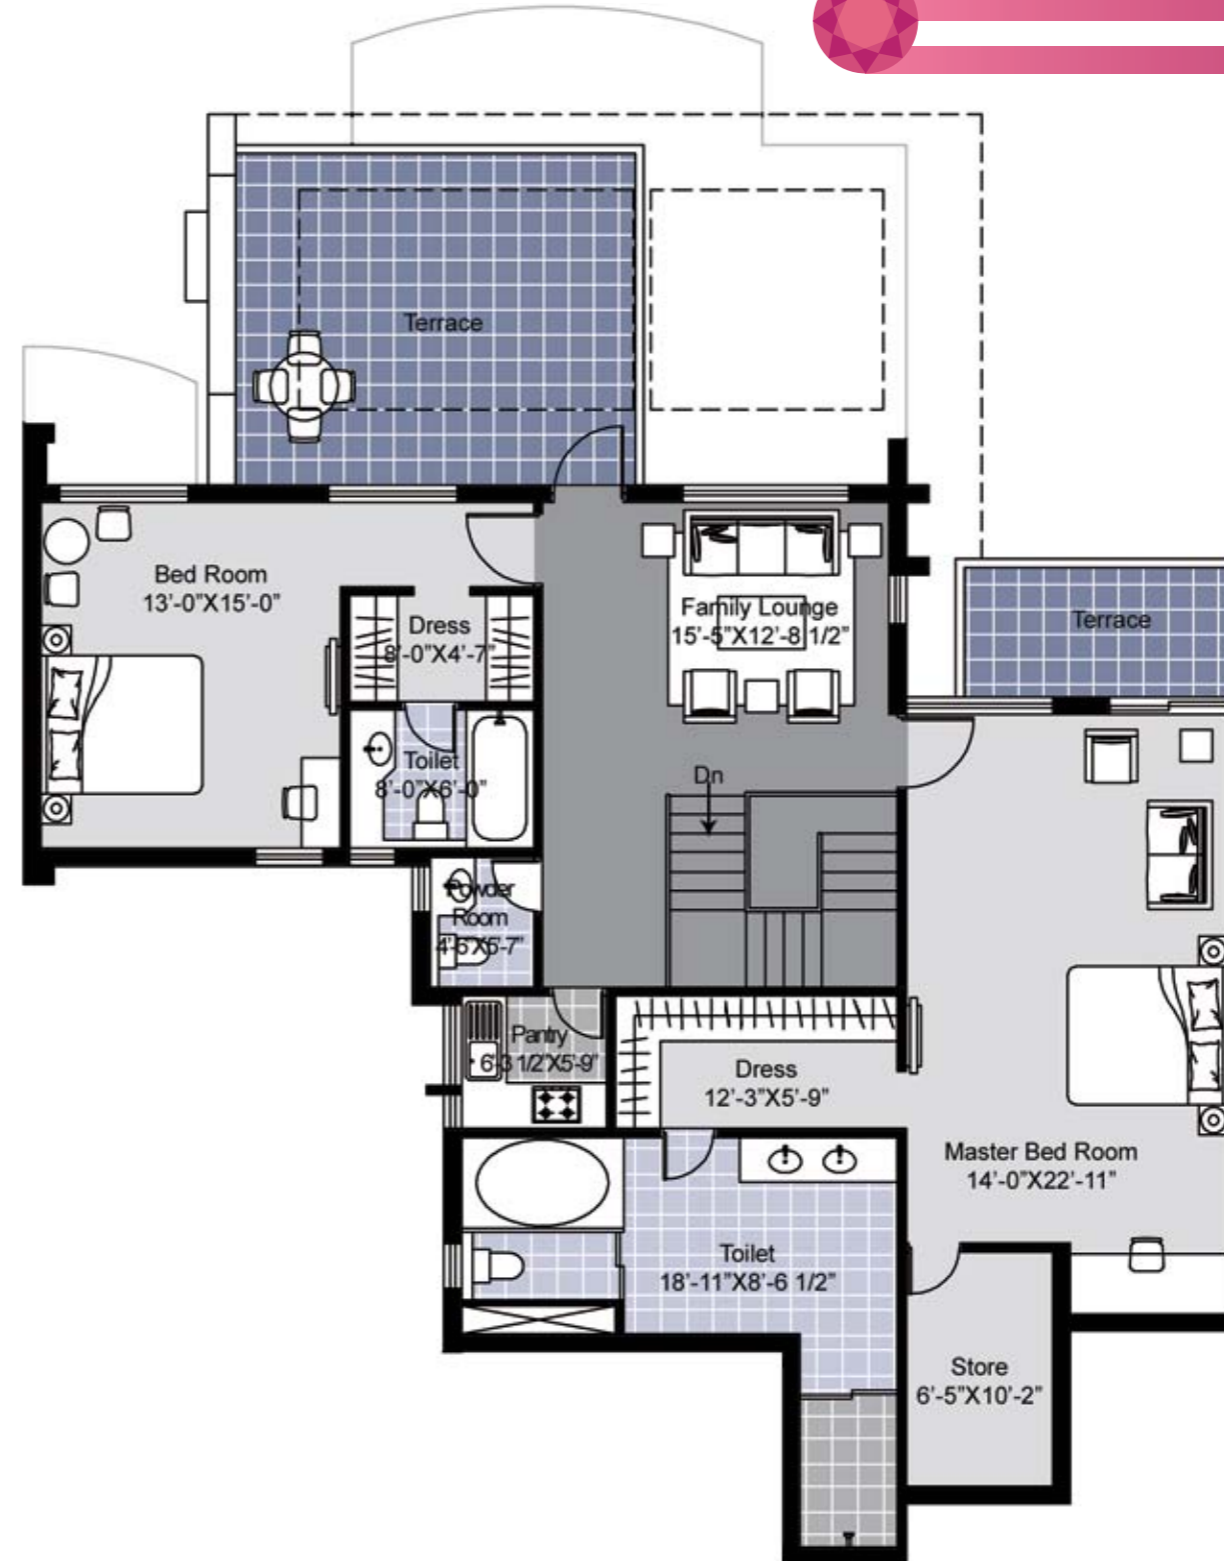 Terrace
Bed Room
13'-0"X15'-0"
Dress
8'-0"X4'-7"
Family Lounge
15'-5"X12'-8 1/2"
Terrace
Toilet
8'-0"X6'-0"
Dn
Powder
Room
4'-6"X5'-7"
Pantry
6'-3 1/2"X5'-9"
Dress
12'-3"X5'-9"
Master Bed Room
14'-0"X22'-11"
Toilet
18'-11"X8'-6 1/2"
Store
6'-5"X10'-2"